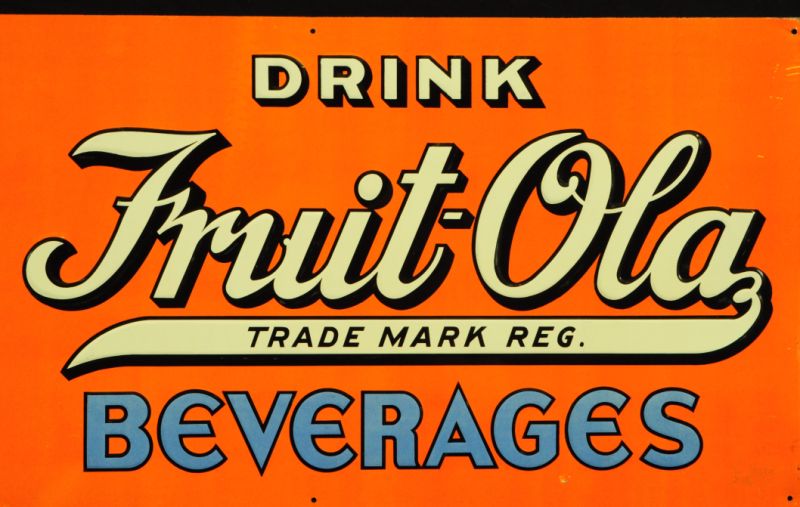 DRINK
Fruit-Ola
TRADE MARK REG.
BEVERAGES